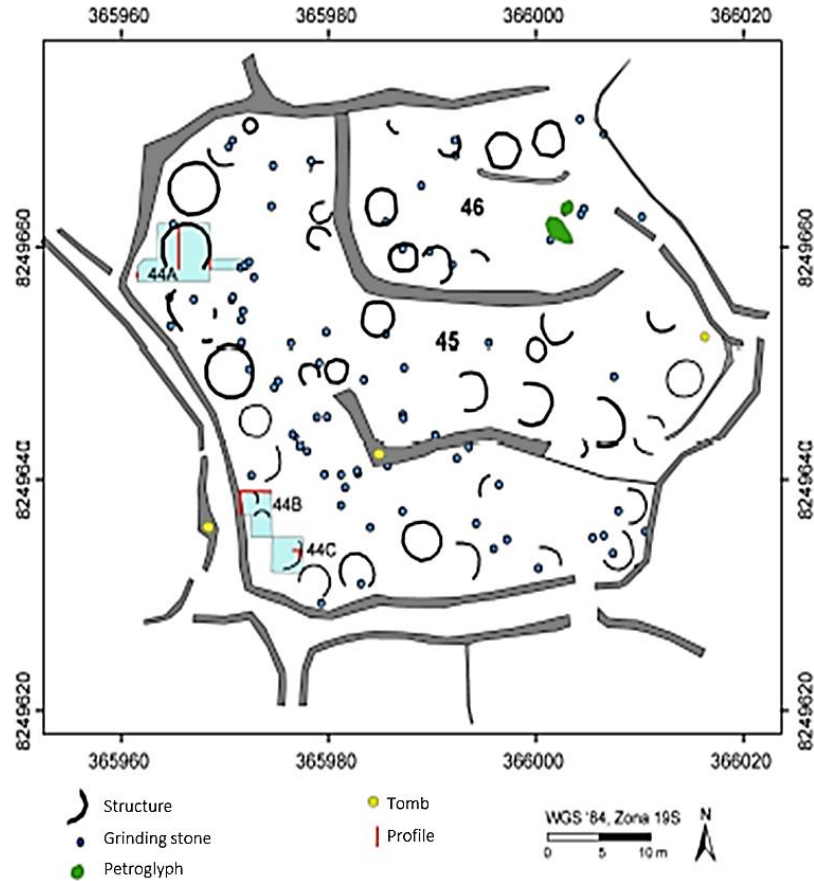 365960 365980 366000 366020
8249660 8249660
46
44A
45
8249640 8249640
44B
44C
8249620 8249620
365960 365980 366000 366020
Structure
Grinding stone
Petroglyph
Tomb
Profile
WGS '84, Zona 19S
0 5 10 m
N